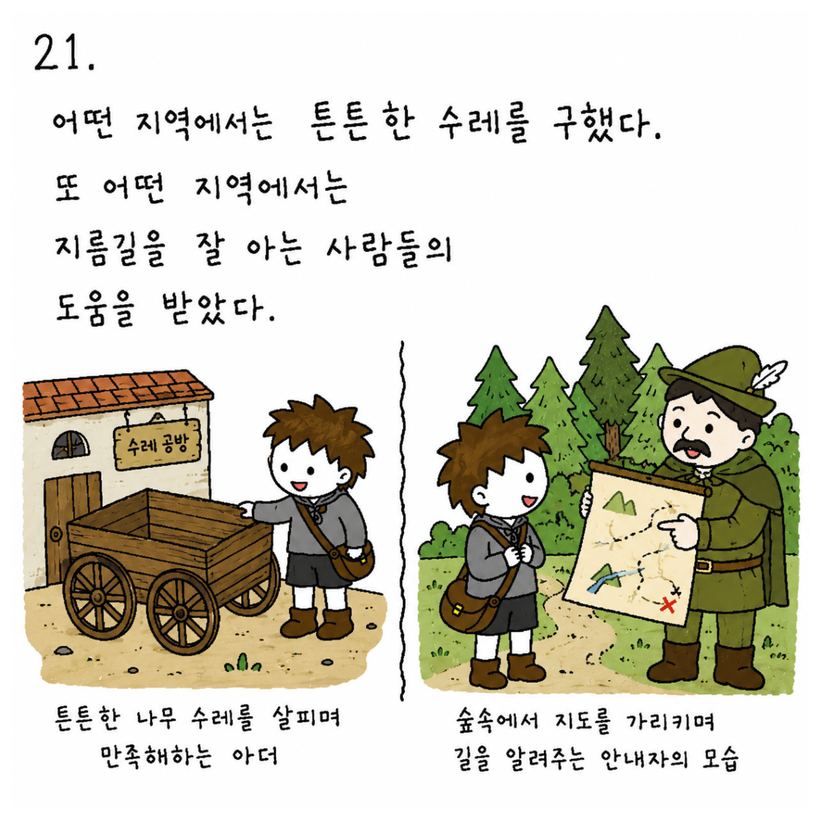 21.
어떤 지역에서는 튼튼한 수레를 구했다.
또 어떤 지역에서는
지름길을 잘 아는 사람들의
도움을 받았다.
수레 공방
튼튼한 나무 수레를 살피며
만족해하는 아더
숲속에서 지도를 가리키며
길을 알려주는 안내자의 모습